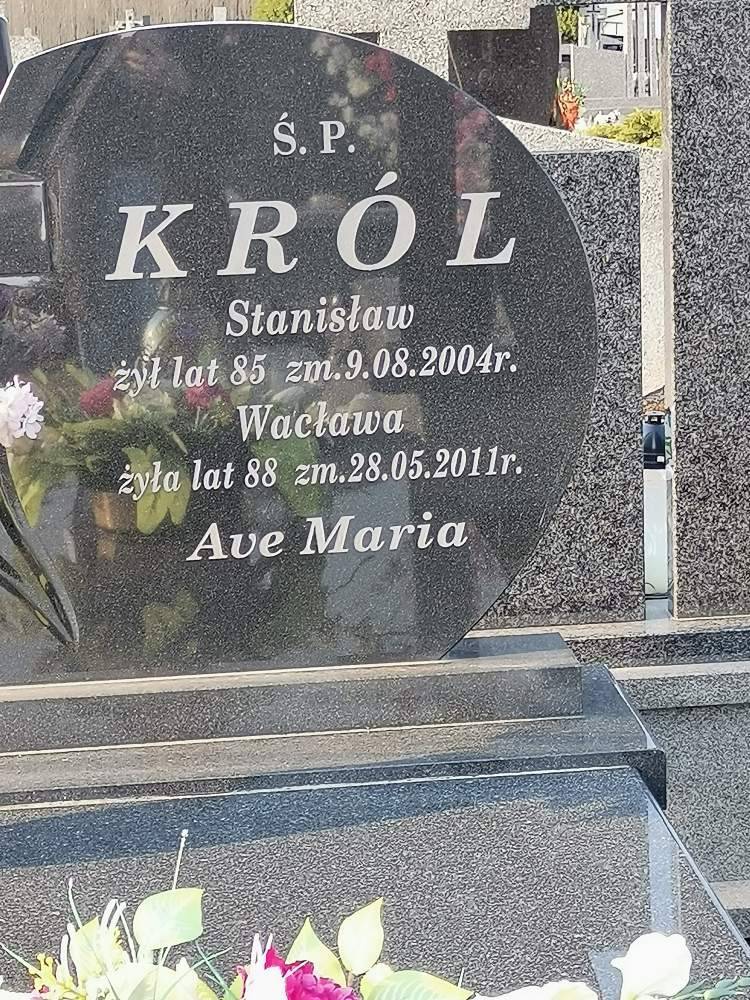 Ś. P.
KRÓL
Stanisław
żył lat 85 zm.9.08.2004r.
Wacława
żyła lat 88 zm.28.05.2011r.
Ave Maria